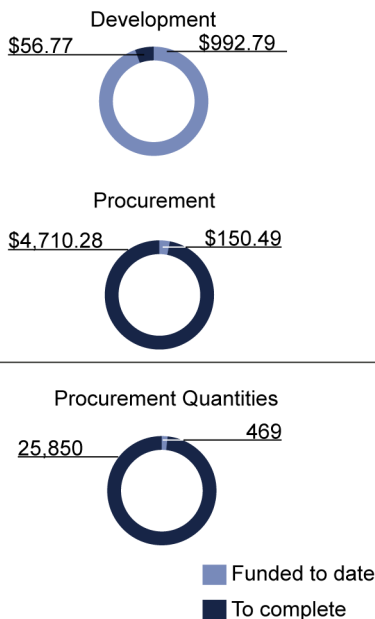 Development
$56.77 $992.79
Procurement
$4,710.28 $150.49
Procurement Quantities
469
25,850
Funded to date
To complete